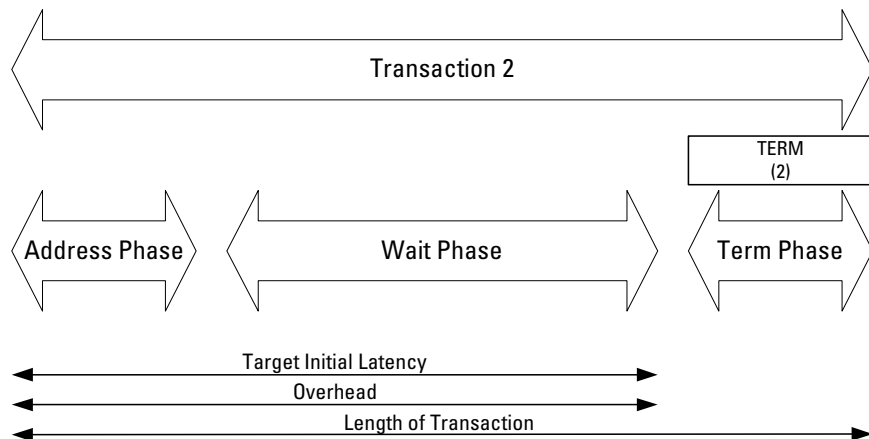 Transaction 2
TERM
(2)
Address Phase
Wait Phase
Term Phase
Target Initial Latency
Overhead
Length of Transaction